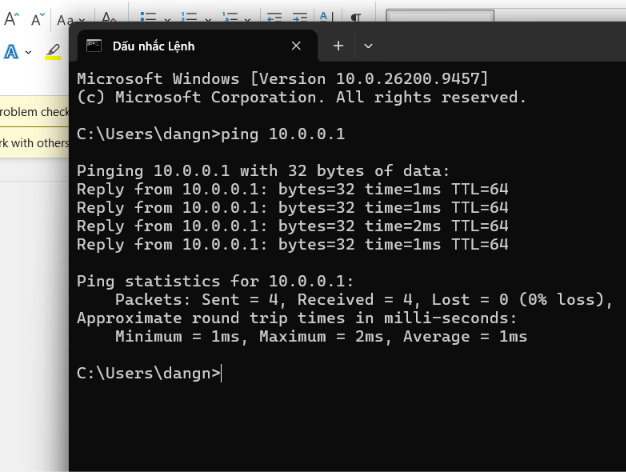 Aa
A
Dấu nhắc Lệnh
Microsoft Windows [Version 10.0.26200.9457]
(c) Microsoft Corporation. All rights reserved.
C:\Users\dangn>ping 10.0.0.1
Pinging 10.0.0.1 with 32 bytes of data:
Reply from 10.0.0.1: bytes=32 time=1ms TTL=64
Reply from 10.0.0.1: bytes=32 time=1ms TTL=64
Reply from 10.0.0.1: bytes=32 time=2ms TTL=64
Reply from 10.0.0.1: bytes=32 time=1ms TTL=64
Ping statistics for 10.0.0.1:
Packets: Sent = 4, Received = 4, Lost = 0 (0% loss),
Approximate round trip times in milli-seconds:
Minimum = 1ms, Maximum = 2ms, Average = 1ms
C:\Users\dangn>
roblem check
rk with others